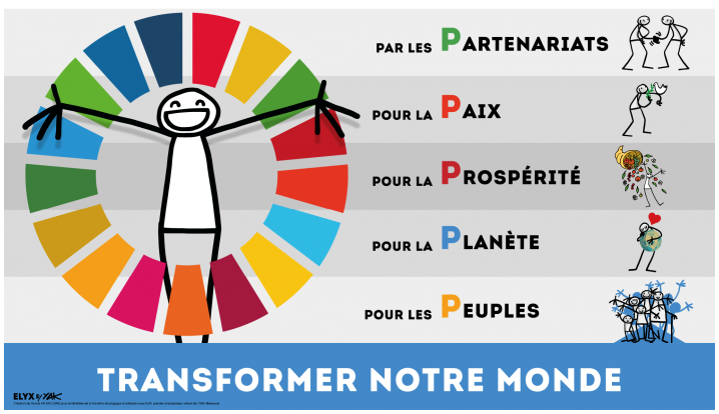 PAR LES PARTENARIATS
POUR LA PAIX
POUR LA PROSPÉRITÉ
POUR LA PLANÈTE
POUR LES PEUPLES
TRANSFORMER NOTRE MONDE
ELYX by YAK